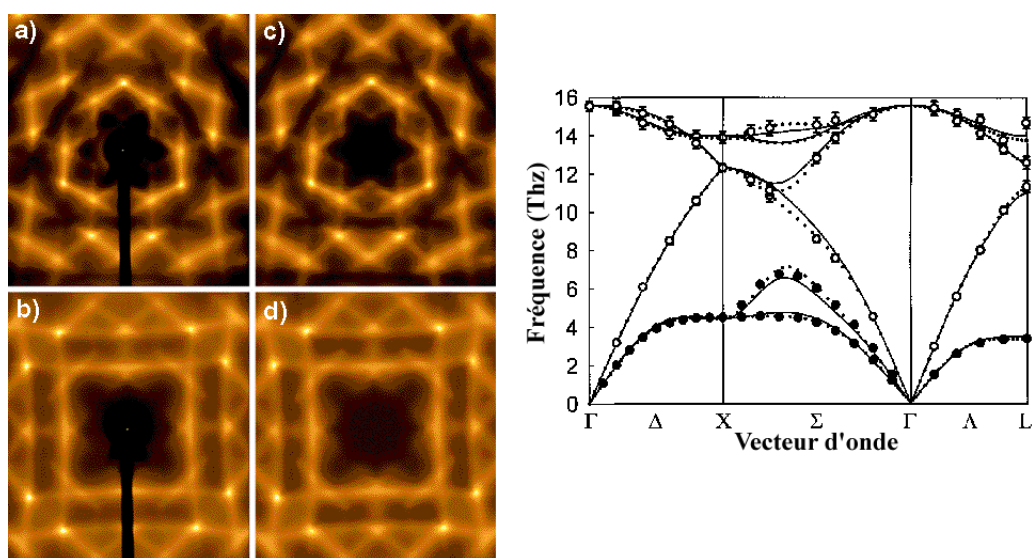 a)
c)
b)
d)
Fréquence (Thz)
16
14
12
10
8
6
4
2
0
Γ Δ X Σ Γ Λ L
Vecteur d'onde